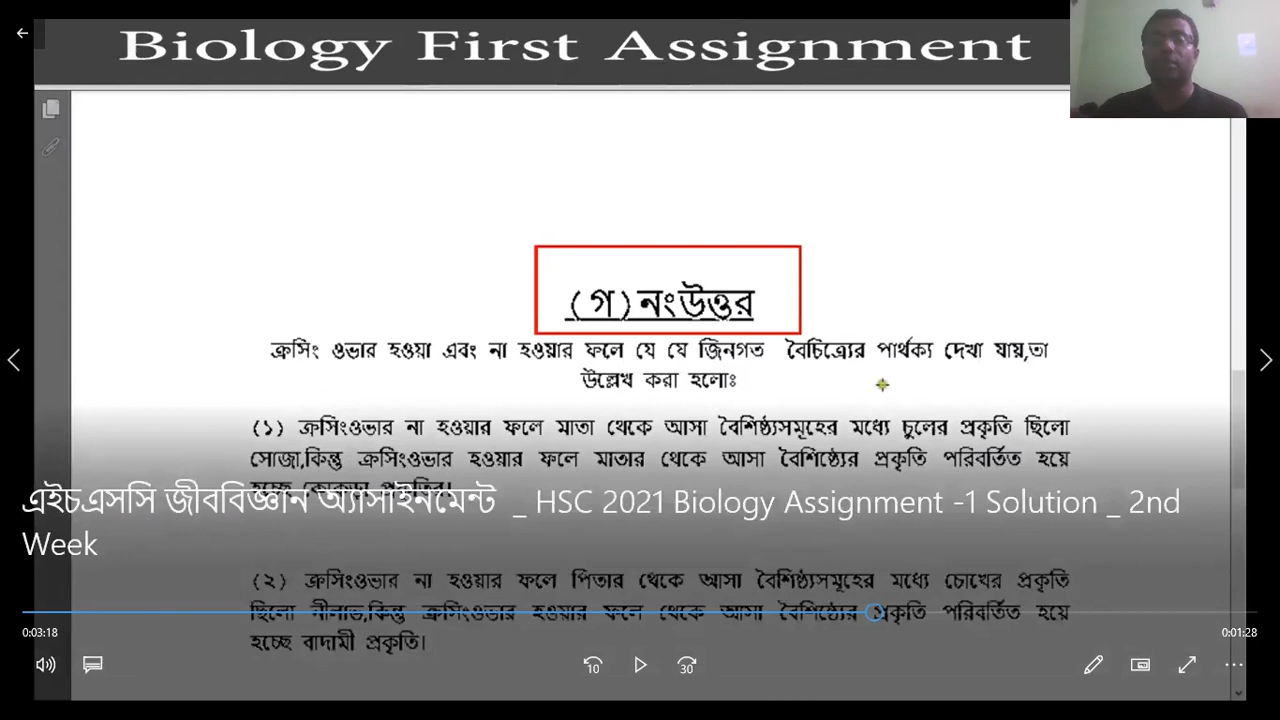 Biology First Assignment
(গ) নংউত্তর
ক্রসিং ওভার হওয়া এবং না হওয়ার ফলে যে যে জিনগত বৈচিত্র্যের পার্থক্য দেখা যায়,তা
উল্লেখ করা হলোঃ
(১) ক্রসিংওভার না হওয়ার ফলে মাতা থেকে আসা বৈশিষ্ঠ্যসমূহের মধ্যে চুলের প্রকৃতি ছিলো
সোজা,কিন্তু ক্রসিংওভার হওয়ার ফলে মাতার থেকে আসা বৈশিষ্ঠ্যের প্রকৃতি পরিবর্তিত হয়ে
হচ্ছে
এইচএসসি জীববিজ্ঞান অ্যাসাইনমেন্ট _ HSC 2021 Biology Assignment -1 Solution _ 2nd
Week
(২) ক্রসিংওভার না হওয়ার ফলে পিতার থেকে আসা বৈশিষ্ঠ্যসমূহের মধ্যে চোখের প্রকৃতি
ছিলো নীলাভ,কিন্তু ক্রসিংওভার হওয়ার ফলে থেকে আসা বৈশিষ্ঠ্যের প্রকৃতি পরিবর্তিত হয়ে
হচ্ছে বাদামী প্রকৃতি।
0:03:18
0:01:28
10
30